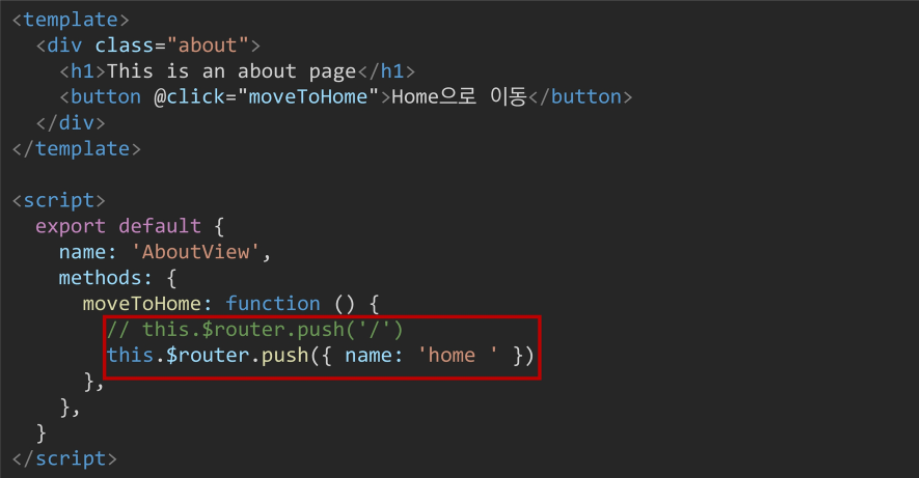 <template>
  <div class="about">
    <h1>This is an about page</h1>
    <button @click="moveToHome">Home으로 이동</button>
  </div>
</template>

<script>
  export default {
    name: 'AboutView',
    methods: {
      moveToHome: function () {
        // this.$router.push('/')
        this.$router.push({ name: 'home ' })
      },
    },
  }
</script>